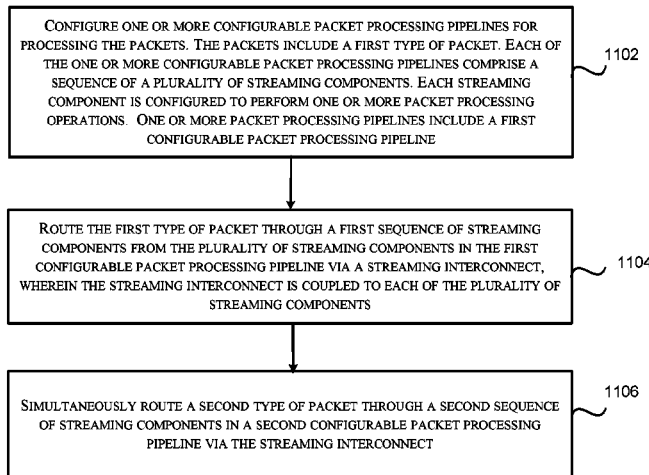 CONFIGURE ONE OR MORE CONFIGURABLE PACKET PROCESSING PIPELINES FOR
PROCESSING THE PACKETS. THE PACKETS INCLUDE A FIRST TYPE OF PACKET. EACH OF
THE ONE OR MORE CONFIGURABLE PACKET PROCESSING PIPELINES COMPRISE A
SEQUENCE OF A PLURALITY OF STREAMING COMPONENTS. EACH STREAMING
COMPONENT IS CONFIGURED TO PERFORM ONE OR MORE PACKET PROCESSING
OPERATIONS. ONE OR MORE PACKET PROCESSING PIPELINES INCLUDE A FIRST
CONFIGURABLE PACKET PROCESSING PIPELINE
1102
ROUTE THE FIRST TYPE OF PACKET THROUGH A FIRST SEQUENCE OF STREAMING
COMPONENTS FROM THE PLURALITY OF STREAMING COMPONENTS IN THE FIRST
CONFIGURABLE PACKET PROCESSING PIPELINE VIA A STREAMING INTERCONNECT,
WHEREIN THE STREAMING INTERCONNECT IS COUPLED TO EACH OF THE PLURALITY OF
STREAMING COMPONENTS
1104
SIMULTANEOUSLY ROUTE A SECOND TYPE OF PACKET THROUGH A SECOND SEQUENCE
OF STREAMING COMPONENTS IN A SECOND CONFIGURABLE PACKET PROCESSING
PIPELINE VIA THE STREAMING INTERCONNECT
1106